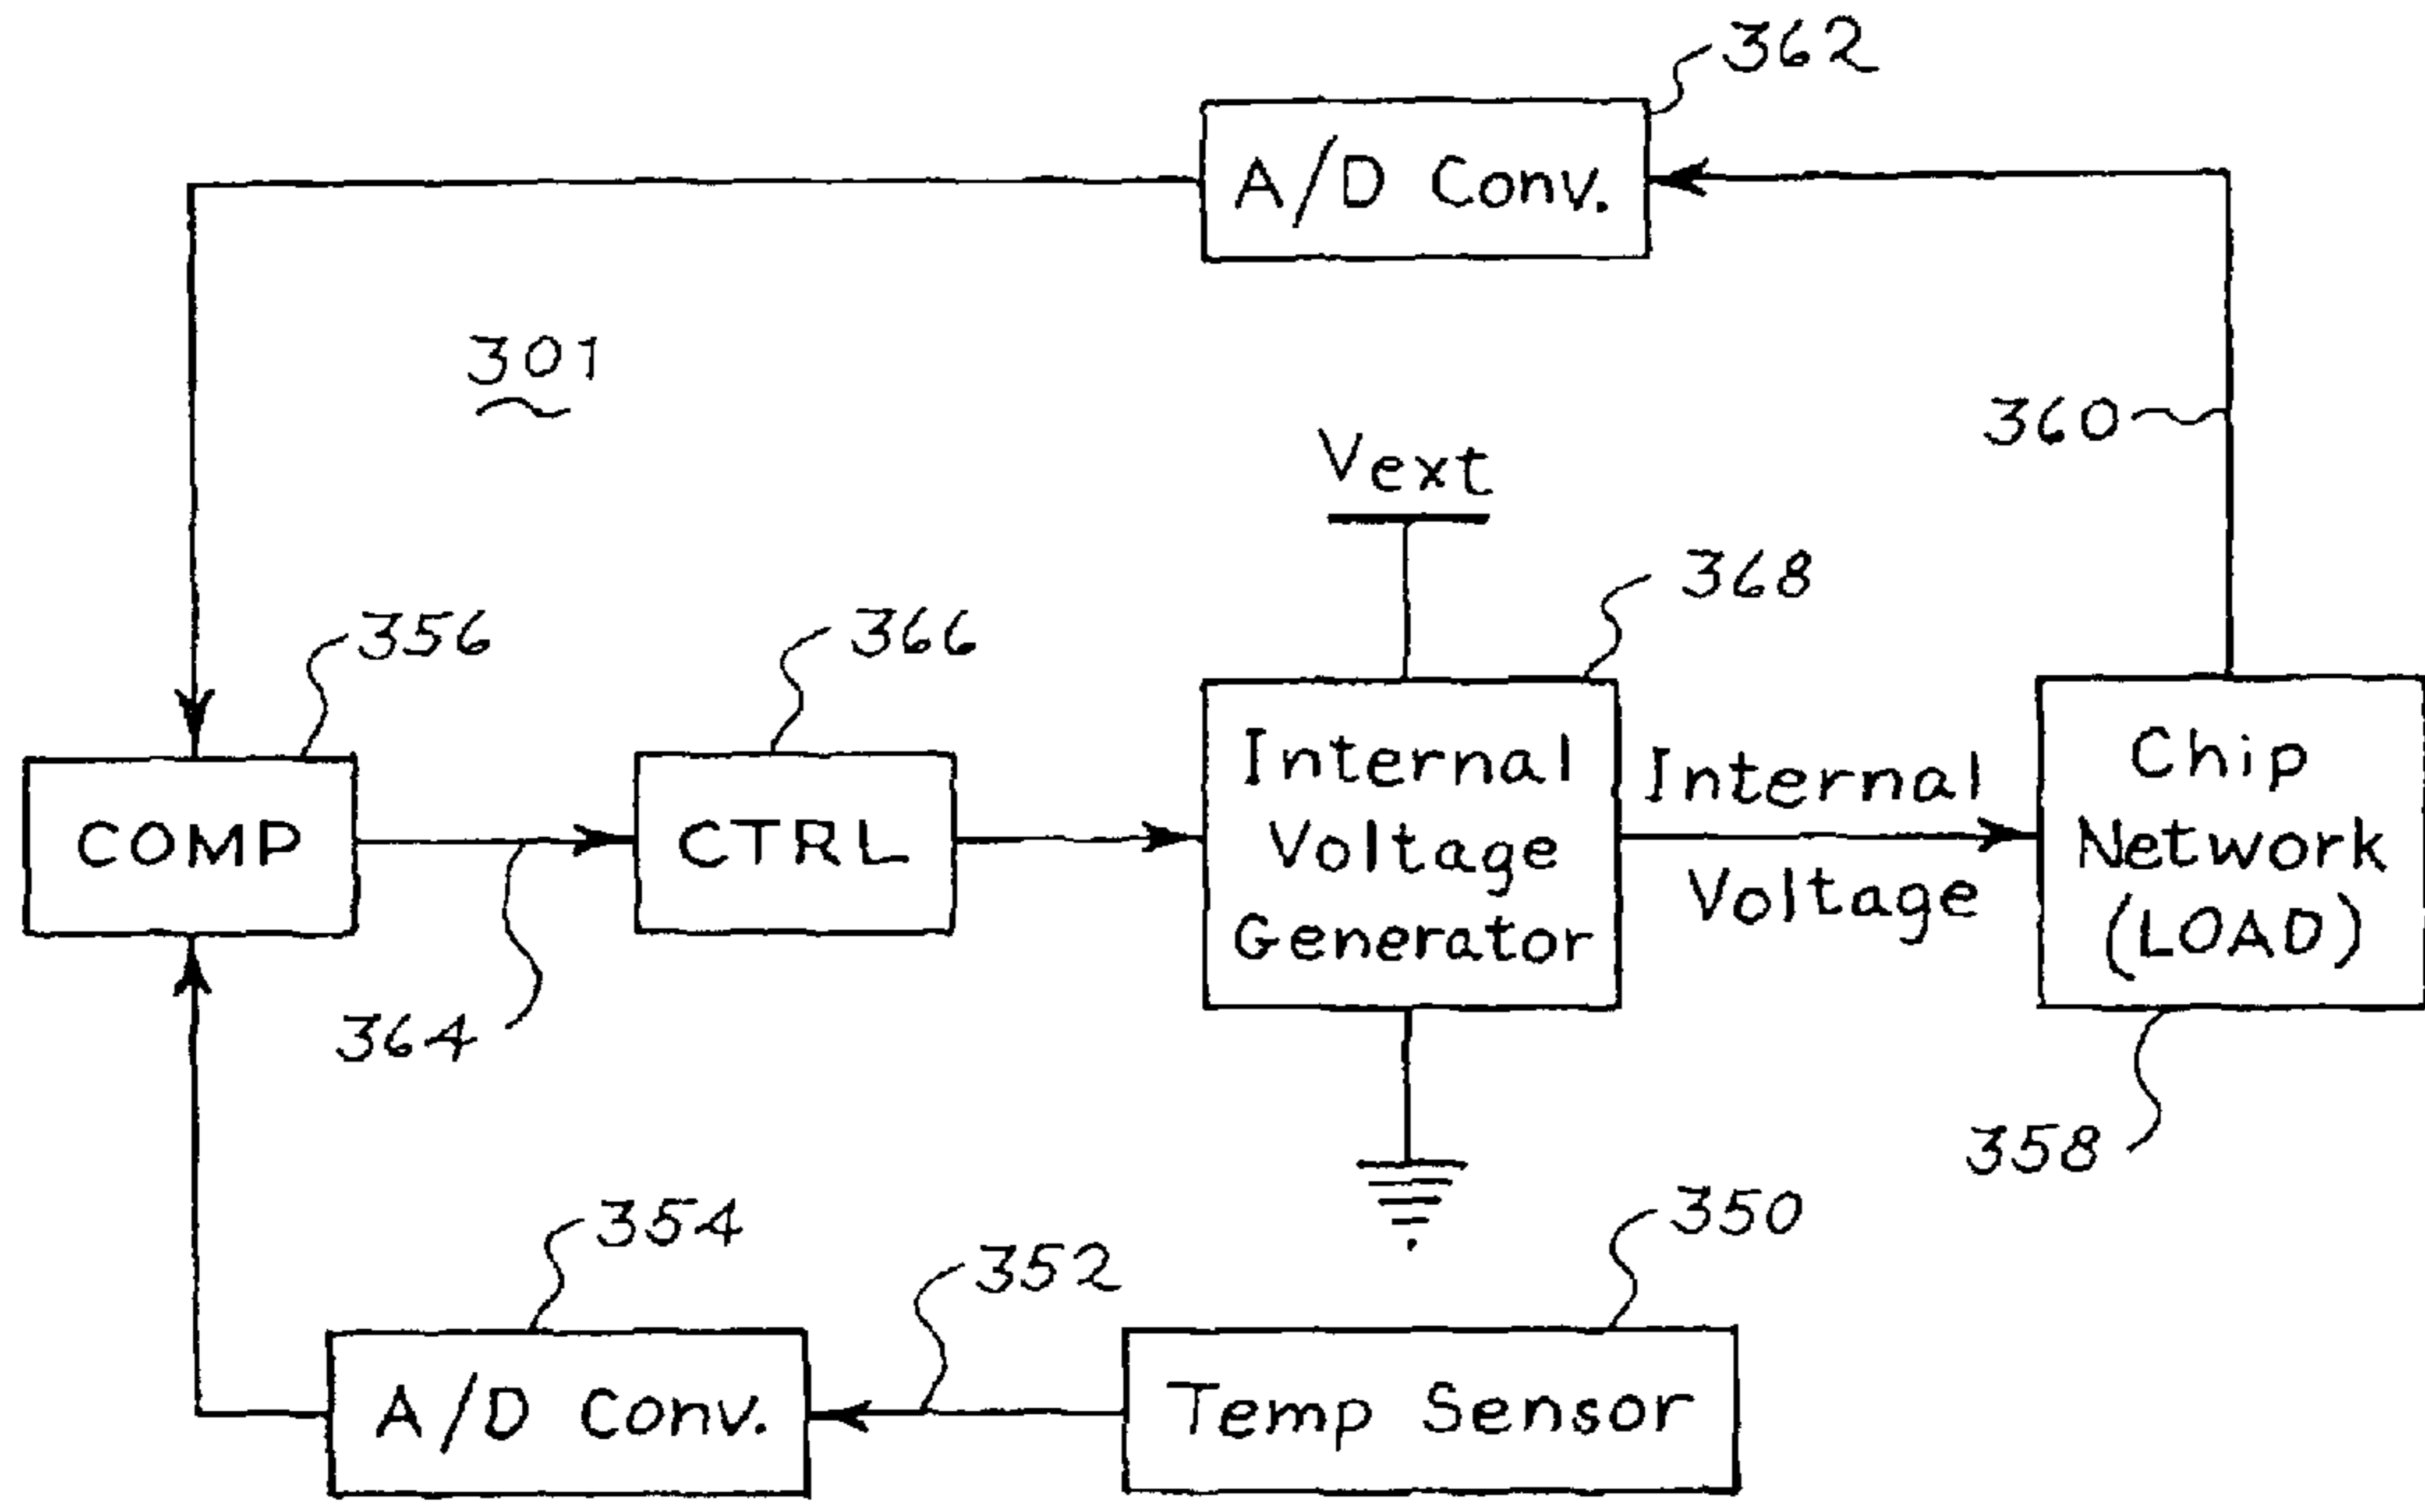 362
A/D Conv.
301
360
Vext
368
356
366
Internal
Voltage
Generator
Internal
Voltage
Chip
Network
(LOAD)
COMP
CTRL
364
358
354
352
350
A/D Conv.
Temp Sensor